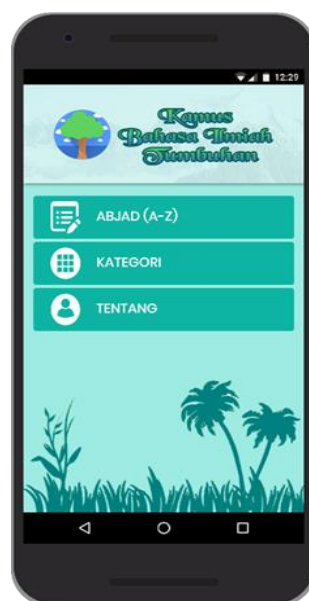 12:29
Kamus
Bahasa Ilmiah
Tumbuhan
ABJAD (A-Z)
KATEGORI
TENTANG